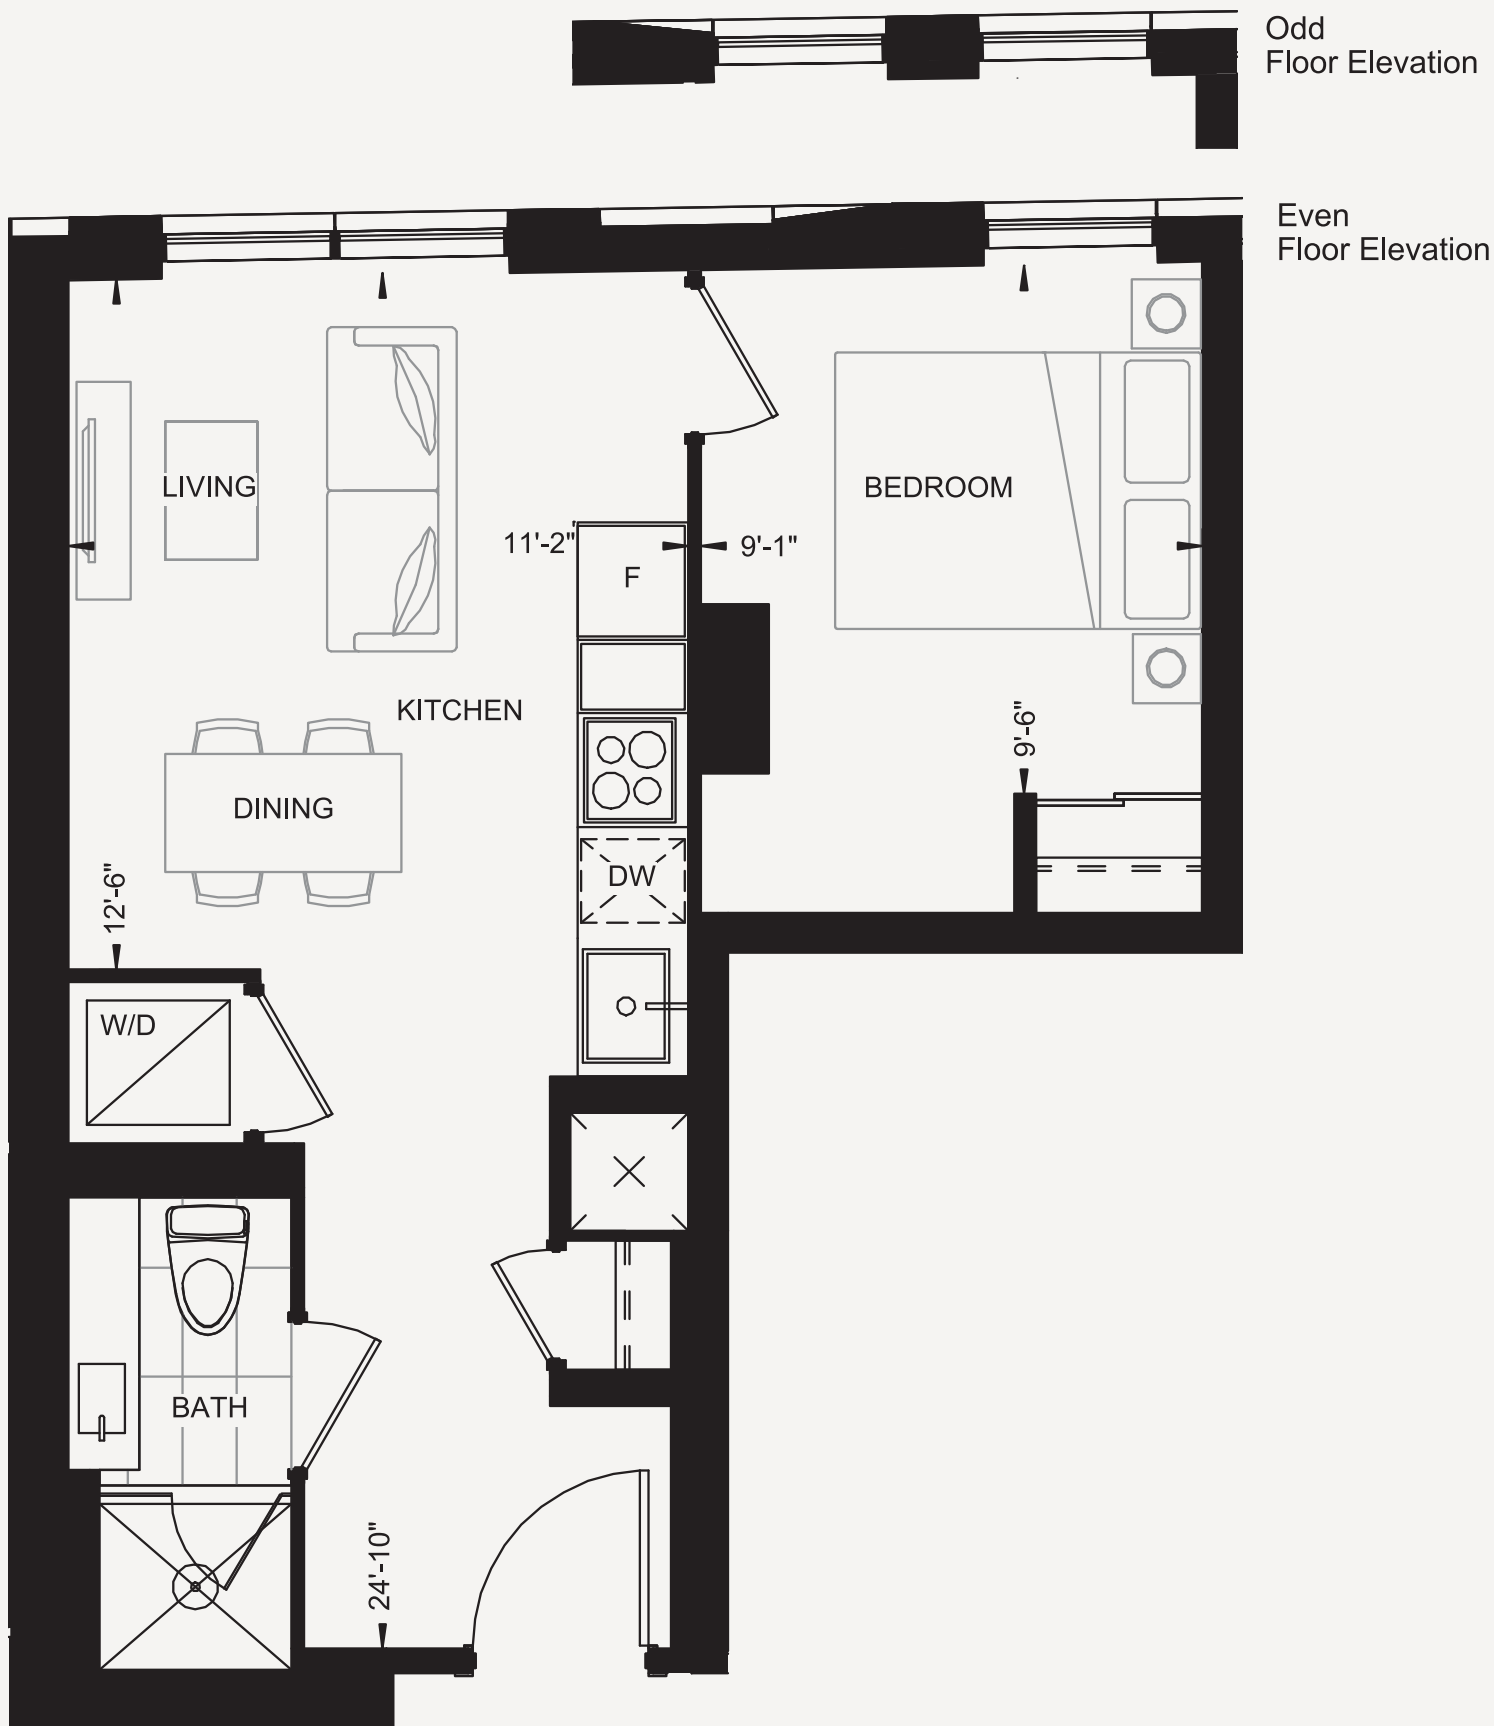 Odd
Floor Elevation
Even
Floor Elevation
LIVING
BEDROOM
11'-2"
9'-1"
F
KITCHEN
9'-6"
DINING
DW
12'-6"
W/D
BATH
24'-10"